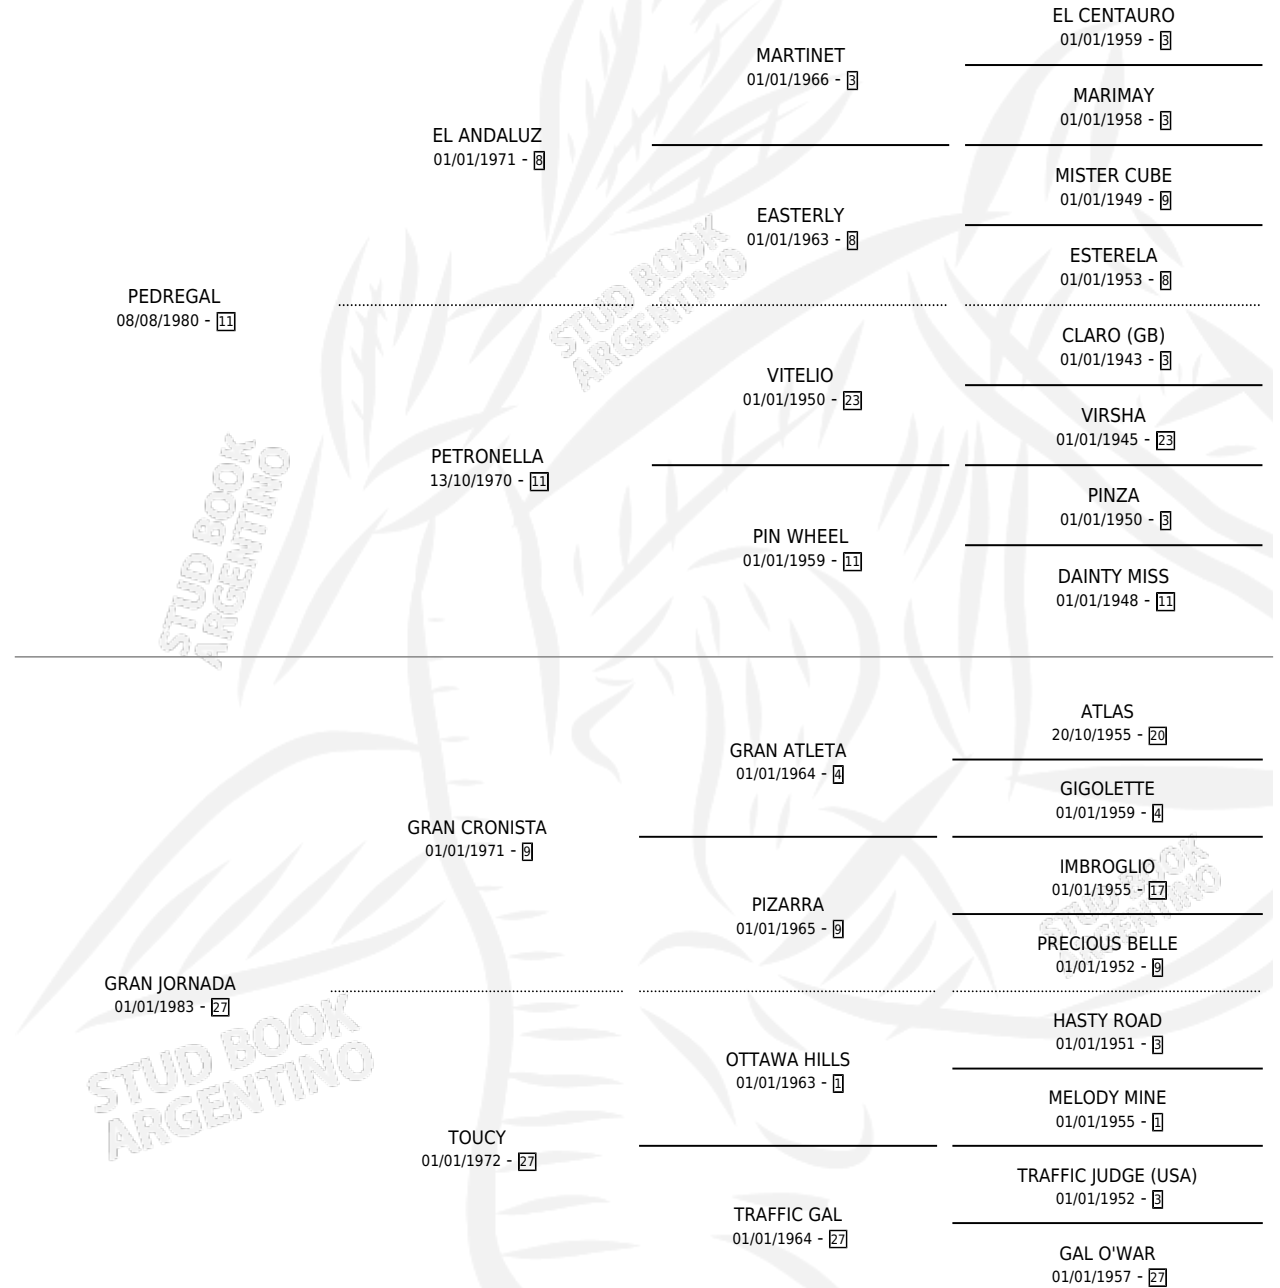 EL CENTAURO
01/01/1959 - 3
MARTINET
01/01/1966 - 3
MARIMAY
01/01/1958 - 3
EL ANDALUZ
01/01/1971 - 8
MISTER CUBE
01/01/1949 - 9
EASTERLY
01/01/1963 - 8
ESTERELA
01/01/1953 - 8
PEDREGAL
08/08/1980 - 11
CLARO (GB)
01/01/1943 - 3
VITELIO
01/01/1950 - 23
VIRSHA
01/01/1945 - 23
PETRONELLA
13/10/1970 - 11
PINZA
01/01/1950 - 3
PIN WHEEL
01/01/1959 - 11
DAINTY MISS
01/01/1948 - 11
STUD BOOK
ARGENTINO
STUD BOOK
ARGENTINO
ATLAS
20/10/1955 - 20
GRAN ATLETA
01/01/1964 - 4
GIGOLETTE
01/01/1959 - 4
GRAN CRONISTA
01/01/1971 - 9
IMBROGLIO
01/01/1955 - 17
PIZARRA
01/01/1965 - 9
PRECIOUS BELLE
01/01/1952 - 9
GRAN JORNADA
01/01/1983 - 27
HASTY ROAD
01/01/1951 - 3
OTTAWA HILLS
01/01/1963 - 1
MELODY MINE
01/01/1955 - 1
TOUCY
01/01/1972 - 27
TRAFFIC JUDGE (USA)
01/01/1952 - 3
TRAFFIC GAL
01/01/1964 - 27
GAL O'WAR
01/01/1957 - 27
STUD BOOK
ARGENTINO
STUD BOOK
ARGENTINO